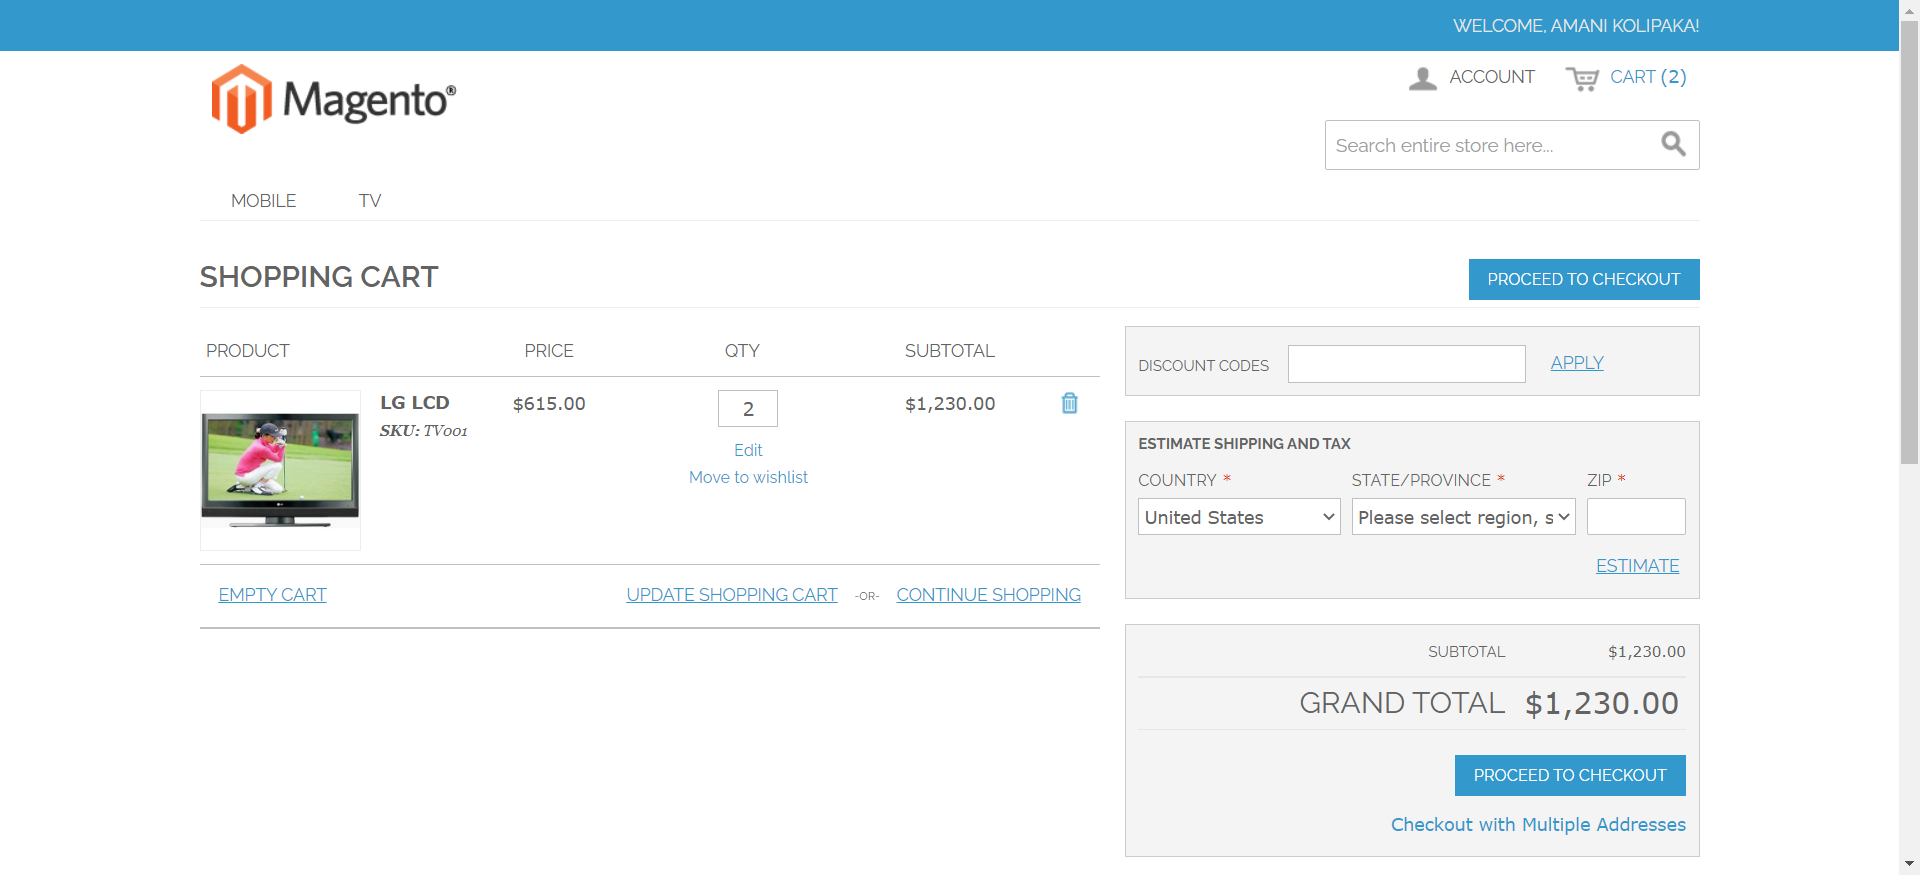 WELCOME, AMANI KOLIPAKA!
Magento®
ACCOUNT
CART (2)
Search entire store here...
MOBILE TV
SHOPPING CART
PROCEED TO CHECKOUT
PRODUCT PRICE QTY SUBTOTAL
LG LCD $615.00 2 $1,230.00
SKU: TV001
Edit
Move to wishlist
EMPTY CART UPDATE SHOPPING CART -OR- CONTINUE SHOPPING
DISCOUNT CODES APPLY
ESTIMATE SHIPPING AND TAX
COUNTRY * STATE/PROVINCE * ZIP *
United States Please select region, s
ESTIMATE
SUBTOTAL $1,230.00
GRAND TOTAL $1,230.00
PROCEED TO CHECKOUT
Checkout with Multiple Addresses